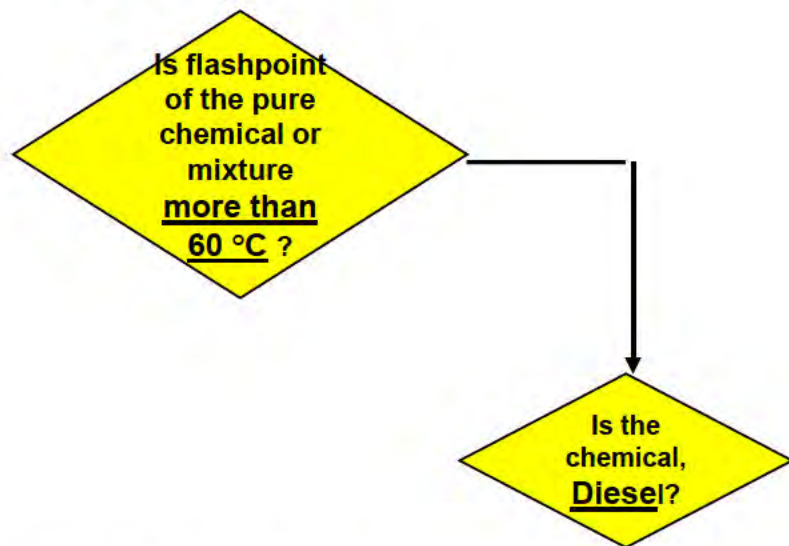 Is flashpoint
of the pure
chemical or
mixture
more than
60 °C ?
Is the
chemical,
Diesel?